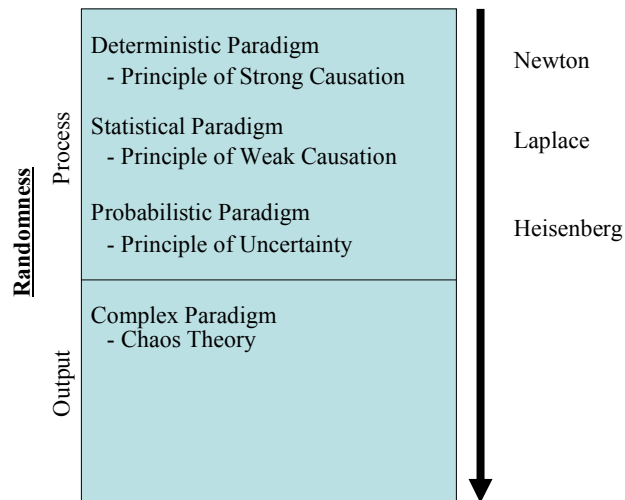 Deterministic Paradigm
- Principle of Strong Causation
Newton
Statistical Paradigm
- Principle of Weak Causation
Laplace
Probabilistic Paradigm
- Principle of Uncertainty
Heisenberg
Complex Paradigm
- Chaos Theory
Randomness
Process
Output